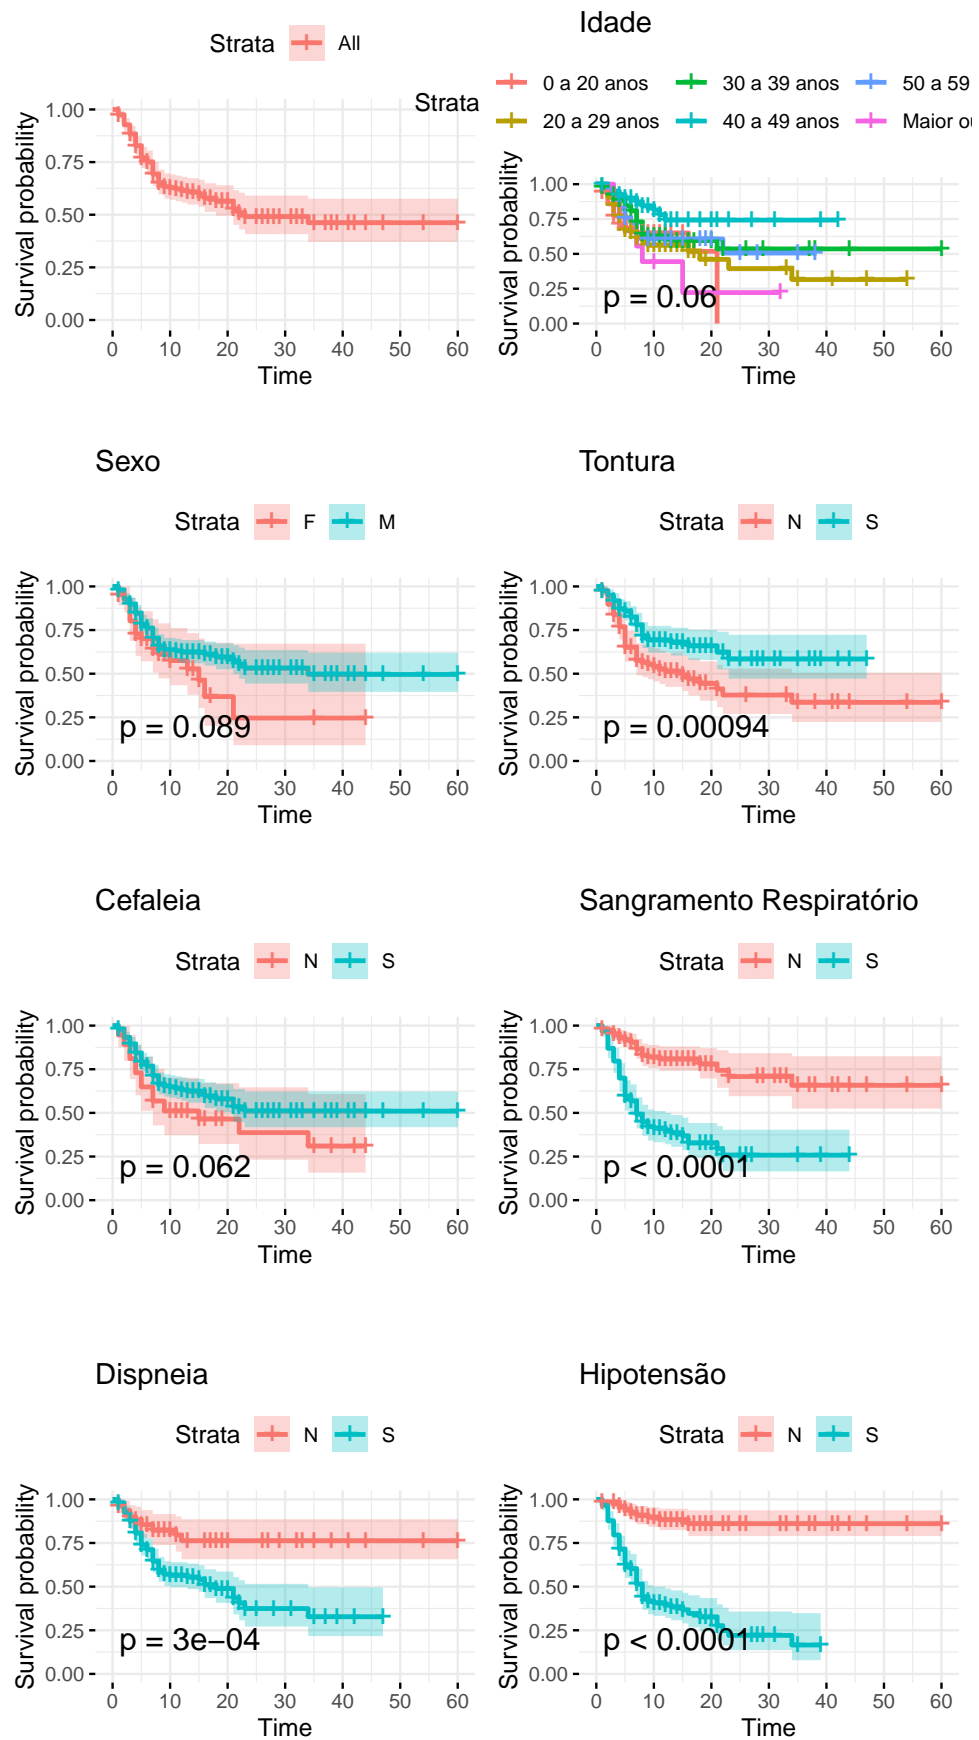 Strata All
Survival probability
1.00
0.75
0.50
0.25
0.00
0 10 20 30 40 50 60
Time
Idade
Strata
0 a 20 anos 30 a 39 anos 50 a 59
20 a 29 anos 40 a 49 anos Maior ou
Survival probability
1.00
0.75
0.50
0.25
0.00
p = 0.06
0 10 20 30 40 50 60
Time
Sexo
Strata F M
Survival probability
1.00
0.75
0.50
0.25
0.00
p = 0.089
0 10 20 30 40 50 60
Time
Tontura
Strata N S
Survival probability
1.00
0.75
0.50
0.25
0.00
p = 0.00094
0 10 20 30 40 50 60
Time
Cefaleia
Strata N S
Survival probability
1.00
0.75
0.50
0.25
0.00
p = 0.062
0 10 20 30 40 50 60
Time
Sangramento Respiratório
Strata N S
Survival probability
1.00
0.75
0.50
0.25
0.00
p < 0.0001
0 10 20 30 40 50 60
Time
Dispneia
Strata N S
Survival probability
1.00
0.75
0.50
0.25
0.00
p = 3e−04
0 10 20 30 40 50 60
Time
Hipotensão
Strata N S
Survival probability
1.00
0.75
0.50
0.25
0.00
p < 0.0001
0 10 20 30 40 50 60
Time